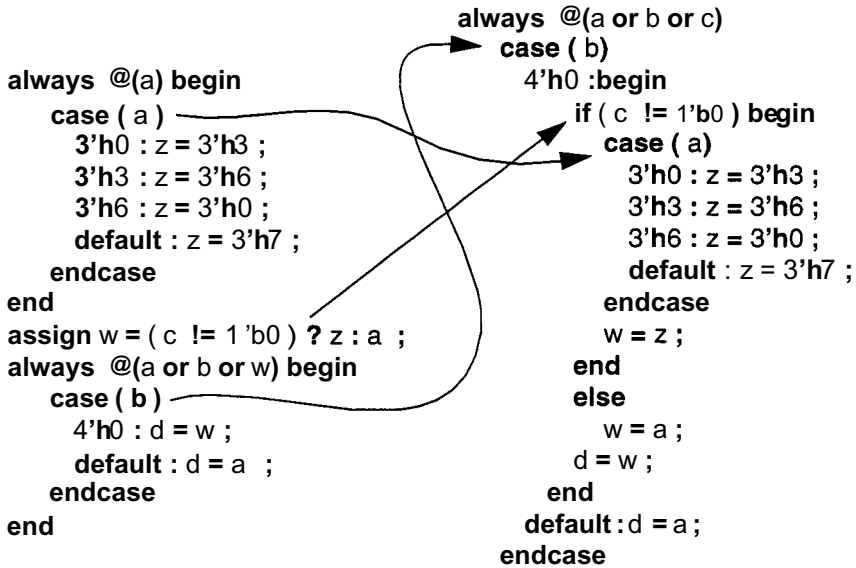 always @(a) begin
case ( a )
3'h0 : z = 3'h3 ;
3'h3 : z = 3'h6 ;
3'h6 : z = 3'h0 ;
default : z = 3'h7 ;
endcase
end
assign w = ( c != 1'b0 ) ? z : a ;
always @(a or b or w) begin
case ( b )
4'h0 : d = w ;
default : d = a ;
endcase
end
always @(a or b or c)
case ( b)
4'h0 :begin
if ( c != 1'b0 ) begin
case ( a)
3'h0 : z = 3'h3 ;
3'h3 : z = 3'h6 ;
3'h6 : z = 3'h0 ;
default : z = 3'h7 ;
endcase
w = z ;
end
else
w = a ;
d = w ;
end
default :d = a ;
endcase